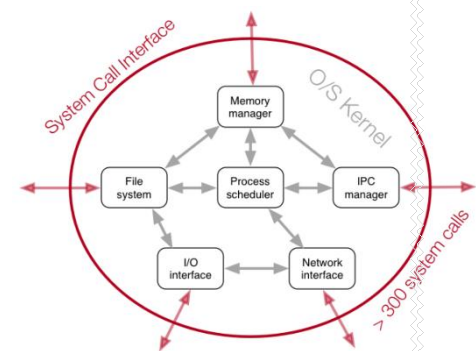 System Call Interface
O/S Kernel
Memory
manager
File
system
Process
scheduler
IPC
manager
I/O
interface
Network
interface
> 300 system calls